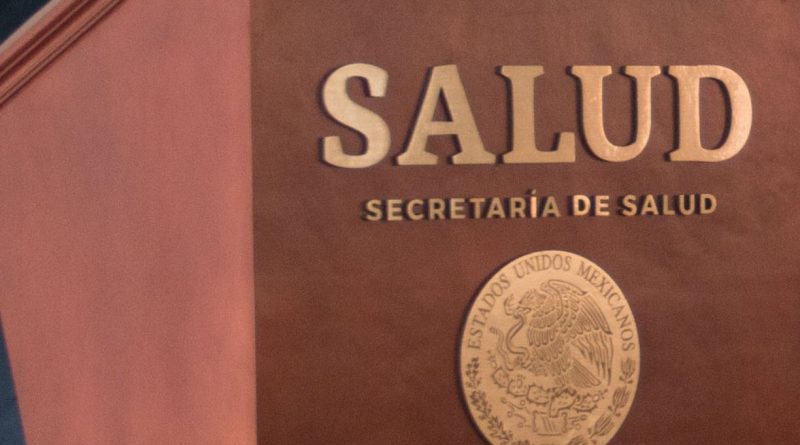 SALUD
SECRETARÍA DE SALUD
ESTADOS UNIDOS MEXICANOS